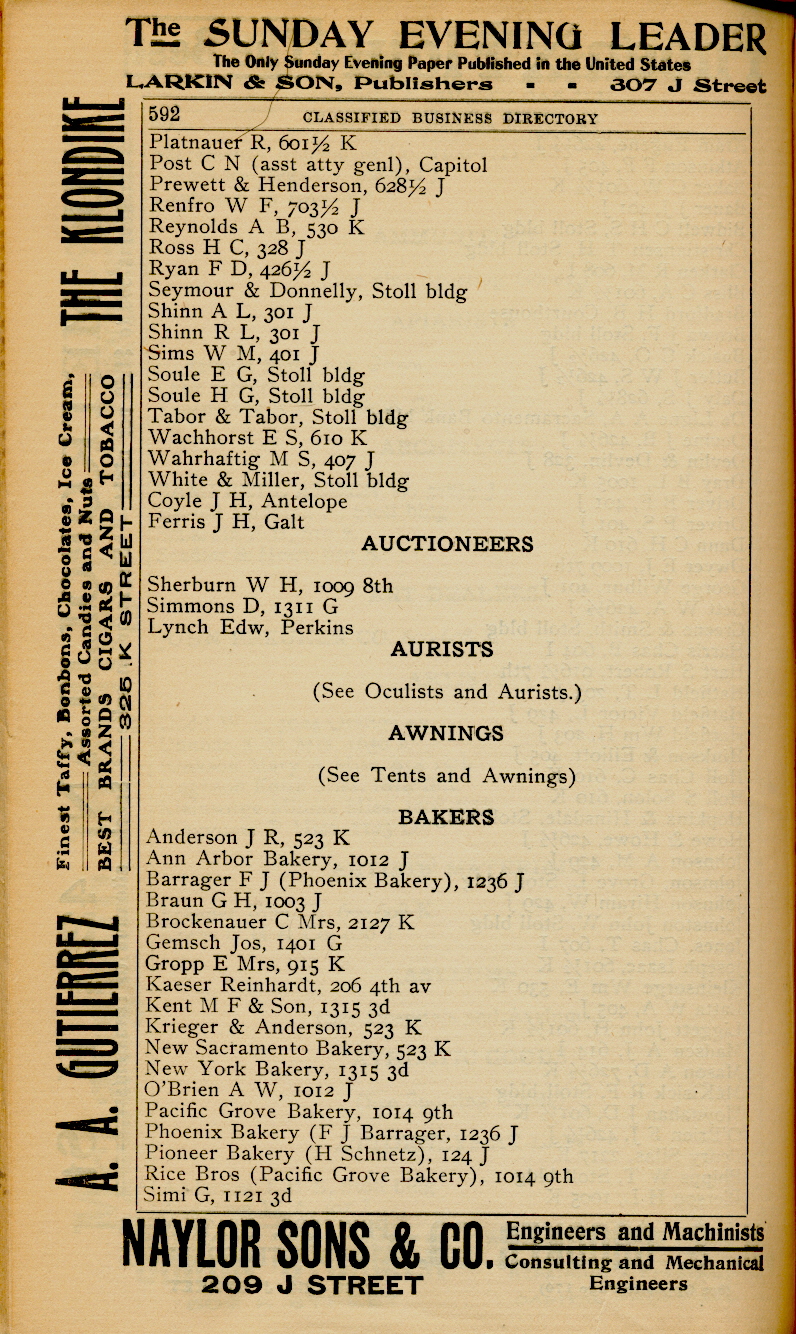 The SUNDAY EVENING LEADER
The Only Sunday Evening Paper Published in the United States
LARKIN & SON, Publishers - - 307 J Street
592 CLASSIFIED BUSINESS DIRECTORY
Platnauer R, 601½ K
Post C N (asst atty genl), Capitol
Prewett & Henderson, 628½ J
Renfro W F, 703½ J
Reynolds A B, 530 K
Ross H C, 328 J
Ryan F D, 426½ J
Seymour & Donnelly, Stoll bldg
Shinn A L, 301 J
Shinn R L, 301 J
Sims W M, 401 J
Soule E G, Stoll bldg
Soule H G, Stoll bldg
Tabor & Tabor, Stoll bldg
Wachhorst E S, 610 K
Wahrhaftig M S, 407 J
White & Miller, Stoll bldg
Coyle J H, Antelope
Ferris J H, Galt
AUCTIONEERS
Sherburn W H, 1009 8th
Simmons D, 1311 G
Lynch Edw, Perkins
AURISTS
(See Oculists and Aurists.)
AWNINGS
(See Tents and Awnings)
BAKERS
Anderson J R, 523 K
Ann Arbor Bakery, 1012 J
Barrager F J (Phoenix Bakery), 1236 J
Braun G H, 1003 J
Brockenauer C Mrs, 2127 K
Gemsch Jos, 1401 G
Gropp E Mrs, 915 K
Kaeser Reinhardt, 206 4th av
Kent M F & Son, 1315 3d
Krieger & Anderson, 523 K
New Sacramento Bakery, 523 K
New York Bakery, 1315 3d
O'Brien A W, 1012 J
Pacific Grove Bakery, 1014 9th
Phoenix Bakery (F J Barrager, 1236 J
Pioneer Bakery (H Schnetz), 124 J
Rice Bros (Pacific Grove Bakery), 1014 9th
Simi G, 1121 3d
A. A. GUTIERREZ
Finest Taffy, Bonbons, Chocolates, Ice Cream,
Assorted Candies and Nuts
BEST BRANDS CIGARS AND TOBACCO
325 K STREET
THE KLONDIKE
NAYLOR SONS & CO.
209 J STREET
Engineers and Machinists
Consulting and Mechanical
Engineers